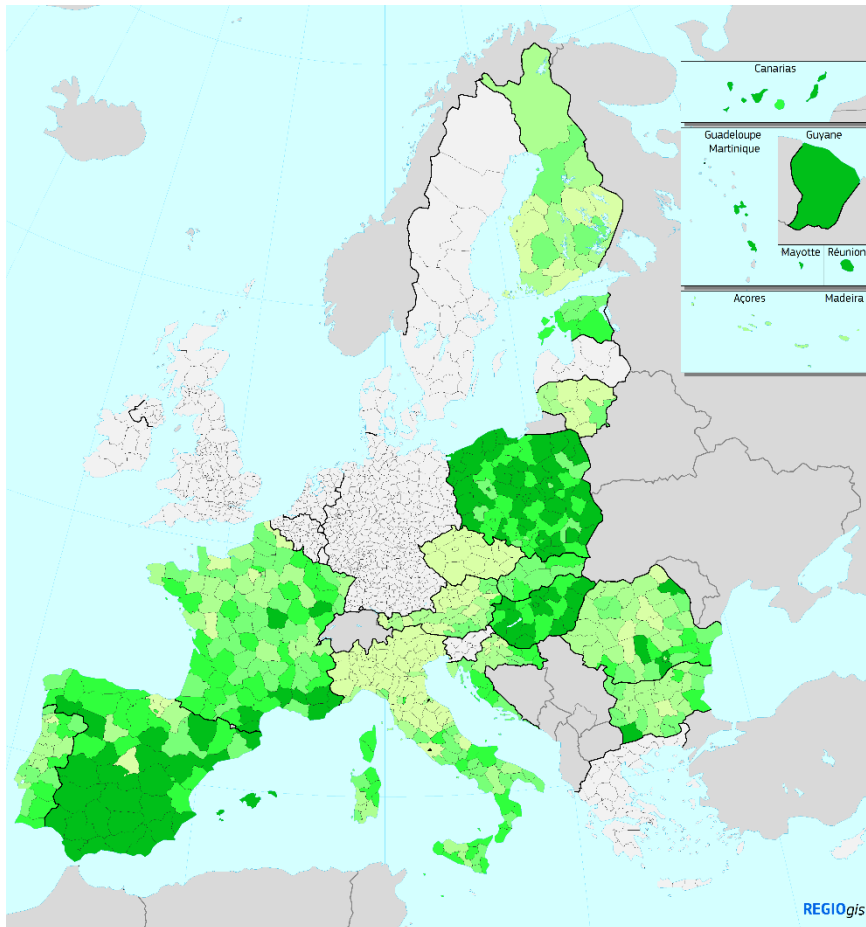 Canarias
Guadeloupe
Martinique
Guyane
Mayotte
Réunion
Açores
Madeira
REGIOgis